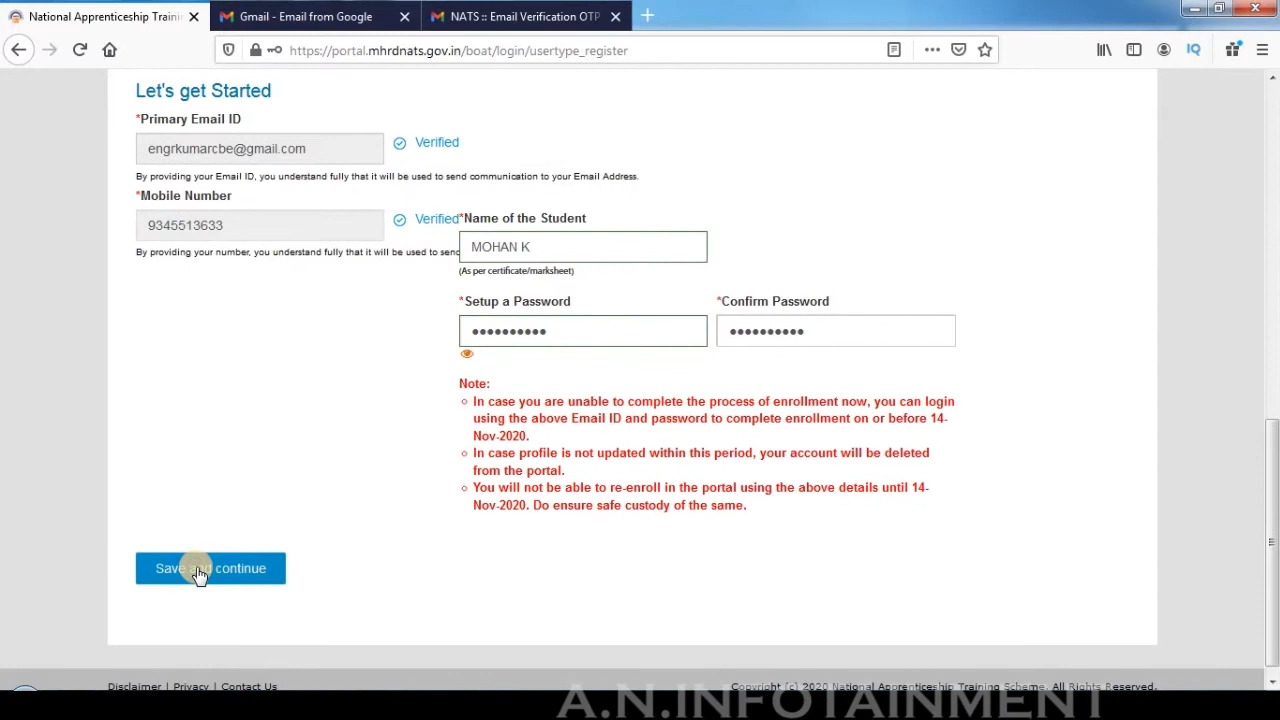 National Apprenticeship Traini
Gmail - Email from Google
NATS :: Email Verification OTP
https://portal.mhrdnats.gov.in/boat/login/usertype_register
Let's get Started
*Primary Email ID
engrkumarcbe@gmail.com
Verified
By providing your Email ID, you understand fully that it will be used to send communication to your Email Address.
*Mobile Number
9345513633
Verified
By providing your number, you understand fully that it will be used to send
*Name of the Student
MOHAN K
(As per certificate/marksheet)
*Setup a Password
*Confirm Password
Note:
In case you are unable to complete the process of enrollment now, you can login
using the above Email ID and password to complete enrollment on or before 14-
Nov-2020.
In case profile is not updated within this period, your account will be deleted
from the portal.
You will not be able to re-enroll in the portal using the above details until 14-
Nov-2020. Do ensure safe custody of the same.
Save and continue
Disclaimer | Privacy | Contact Us
Copyright (c) 2020 National Apprenticeship Training Scheme. All Rights Reserved.
A.N.INFOTAINMENT